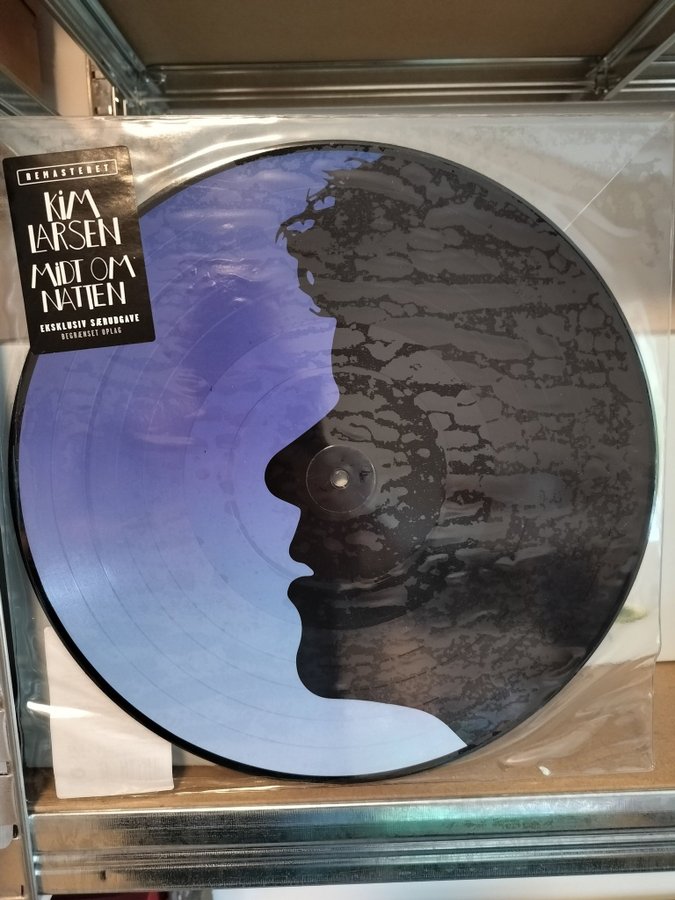 REMASTERET
KIM
LARSEN
MIDT OM
NATTEN
EKSKLUSIV SÆRUDGAVE
BEGRÆNSET OPLAG